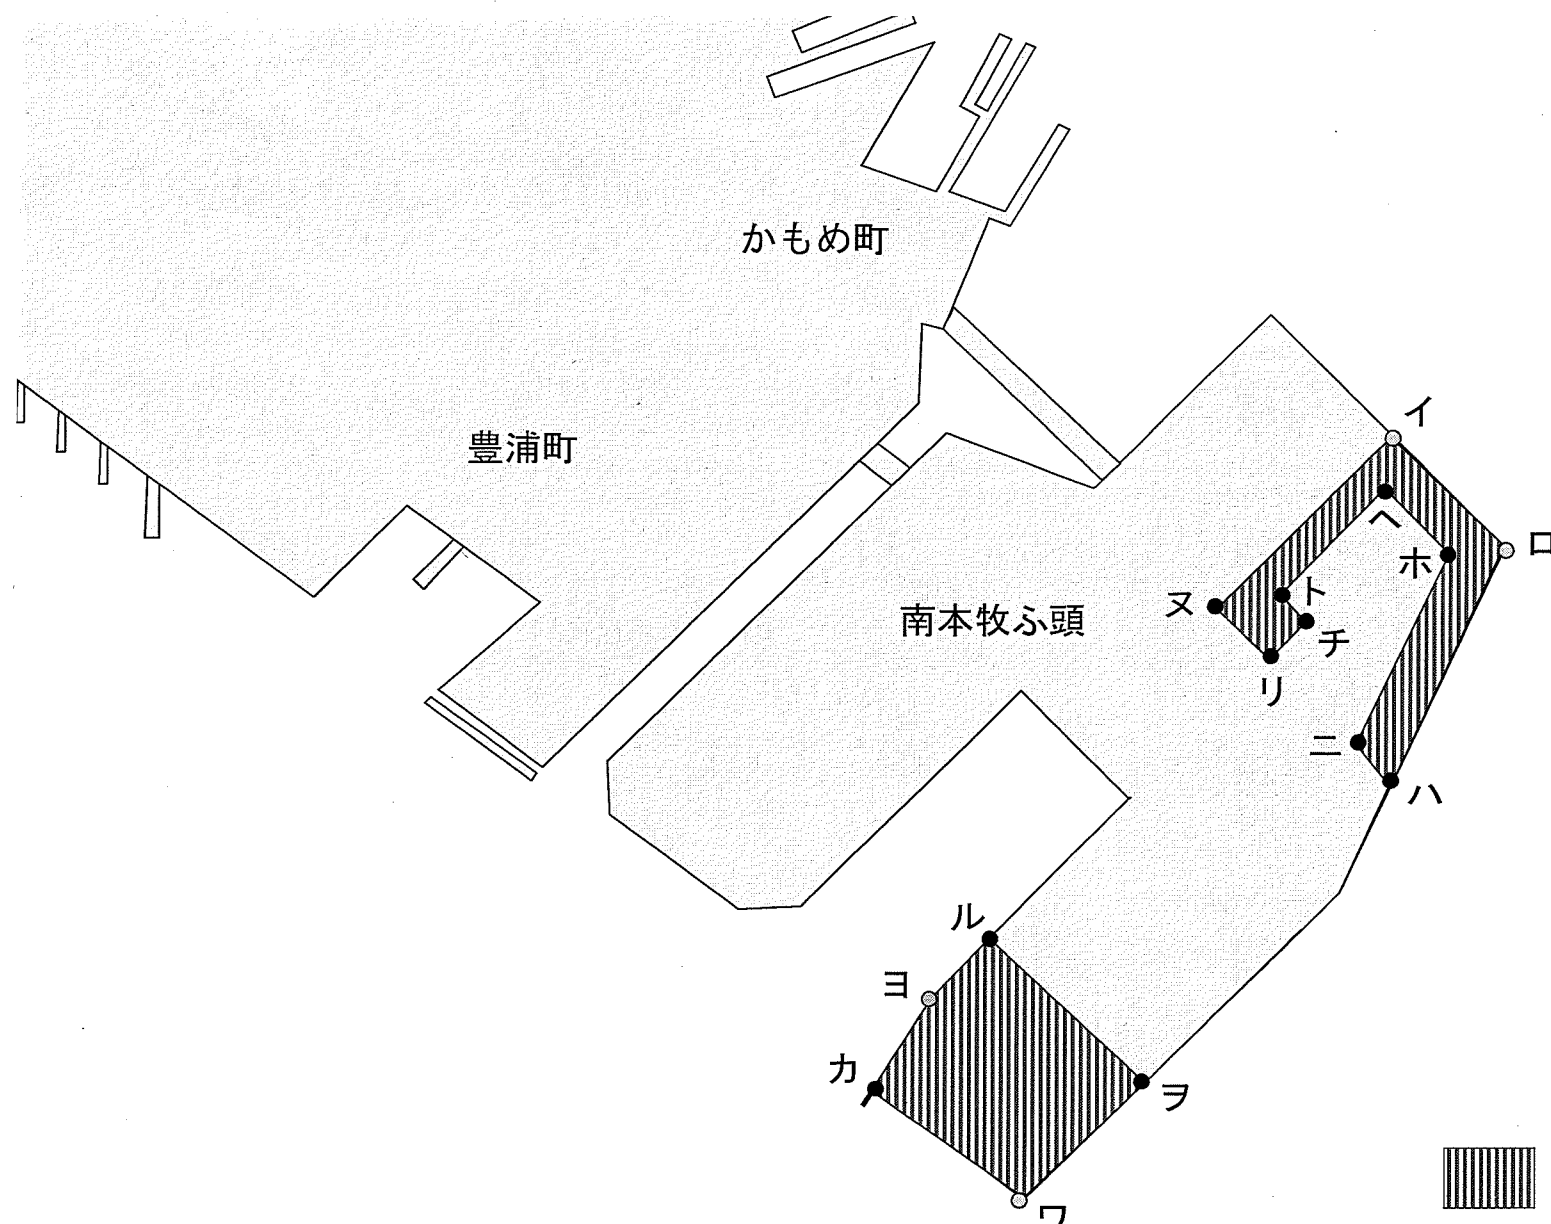 かもめ町
イ
豊浦町
ヘ
ロ
ホ
ヌ
ト
南本牧ふ頭
チ
リ
ニ
ハ
ル
ヨ
カ
ヲ
ワ